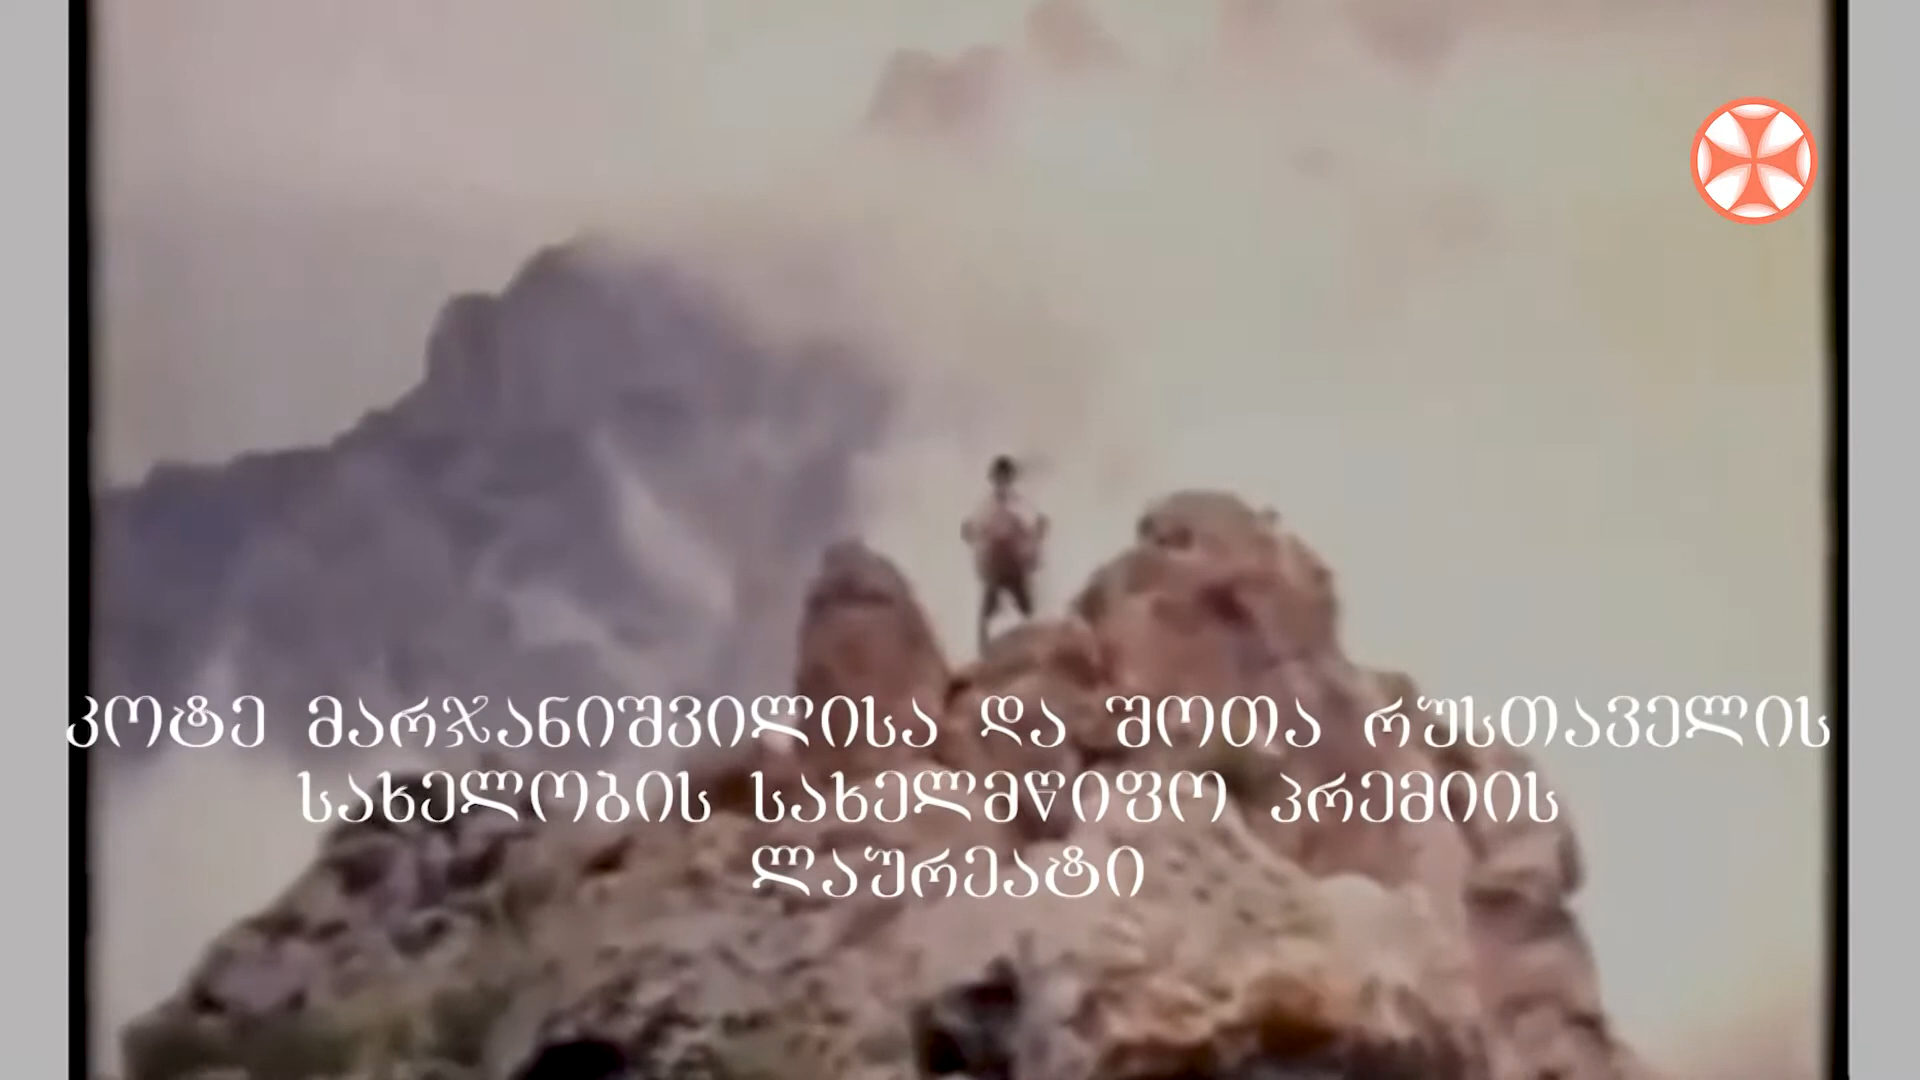 კოტე მარჯანიშვილისა და შოთა რუსთაველის
სახელობის სახელმწიფო პრემიის
ლაურეატი